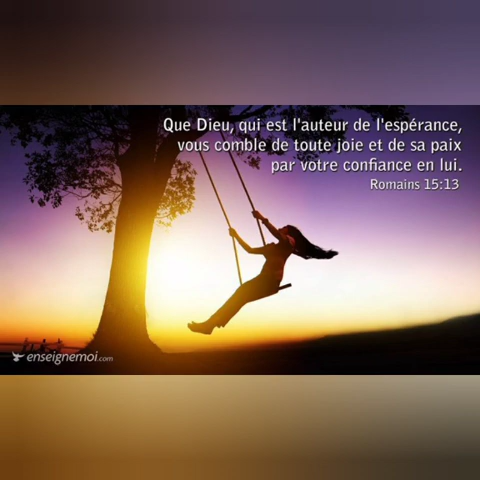 Que Dieu, qui est l'auteur de l'espérance,
vous comble de toute joie et de sa paix
par votre confiance en lui.
Romains 15:13
enseignemoi.com